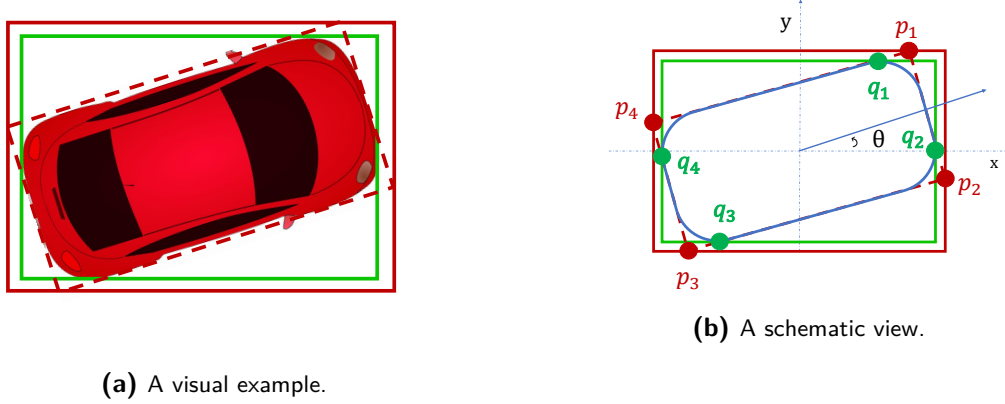 y
p₁
q₁
p₄
θ
q₂
x
q₄
p₂
q₃
p₃
(b) A schematic view.
(a) A visual example.